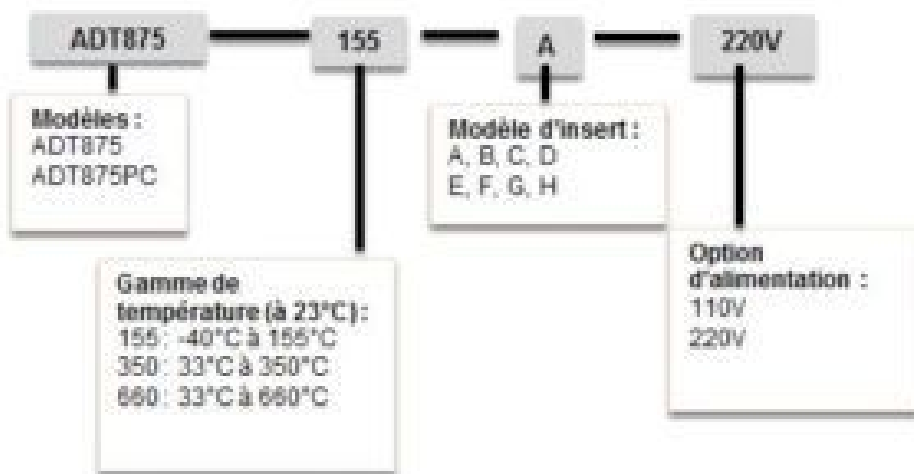 ADT875
155
A
220V
Modèles :
ADT875
ADT875PC
Modèle d'insert :
A, B, C, D
E, F, G, H
Gamme de
température (à 23°C) :
155 : -40°C à 155°C
350 : 33°C à 350°C
660 : 33°C à 660°C
Option
d'alimentation :
110V
220V